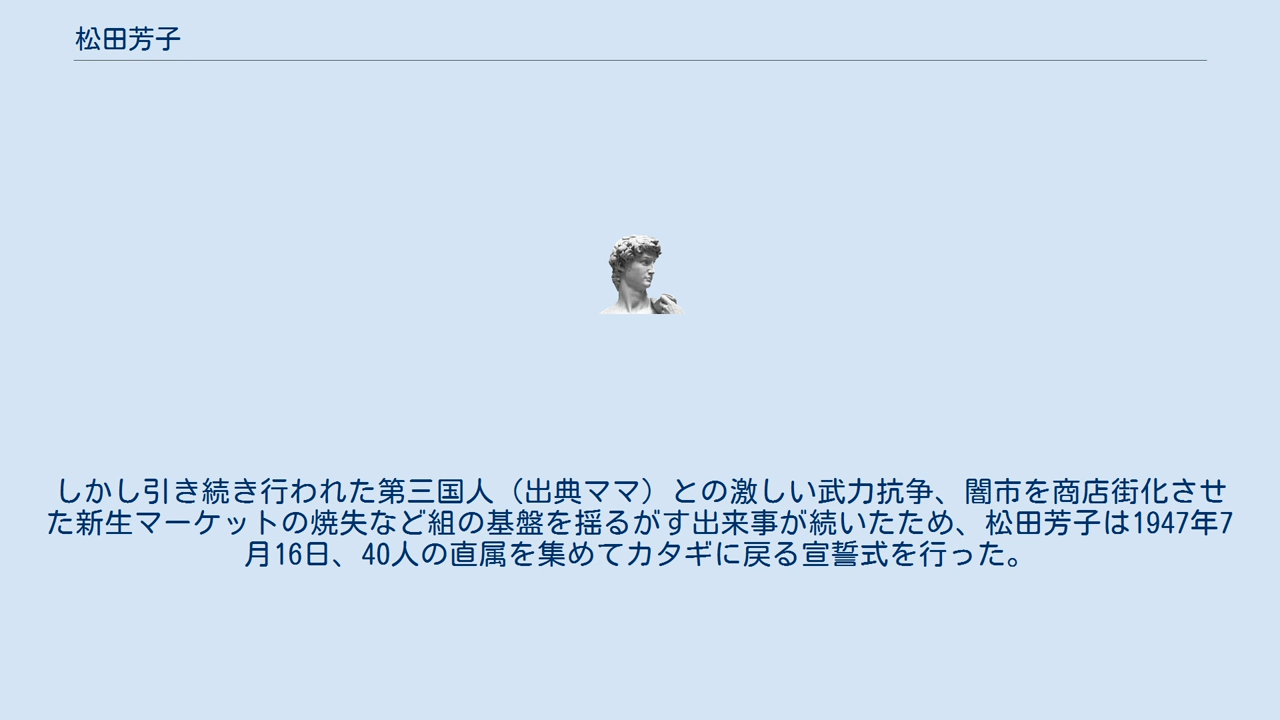 松田芳子
しかし引き続き行われた第三国人（出典ママ）との激しい武力抗争、闇市を商店街化させ
た新生マーケットの焼失など組の基盤を揺るがす出来事が続いたため、松田芳子は1947年7
月16日、40人の直属を集めてカタギに戻る宣誓式を行った。